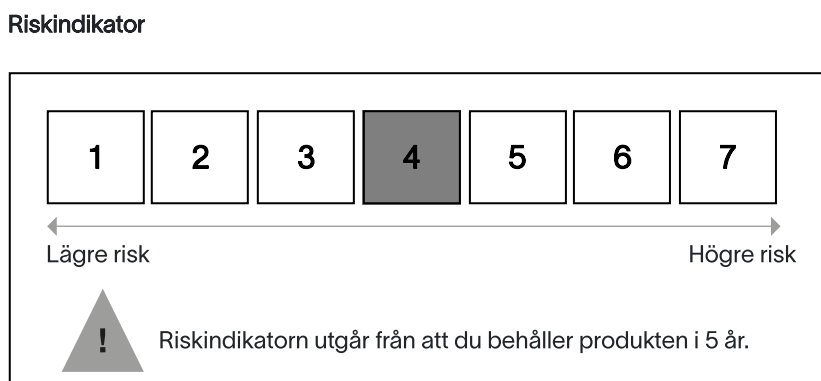 Riskindikator
1 2 3 4 5 6 7
Lägre risk Högre risk
! Riskindikatorn utgår från att du behåller produkten i 5 år.